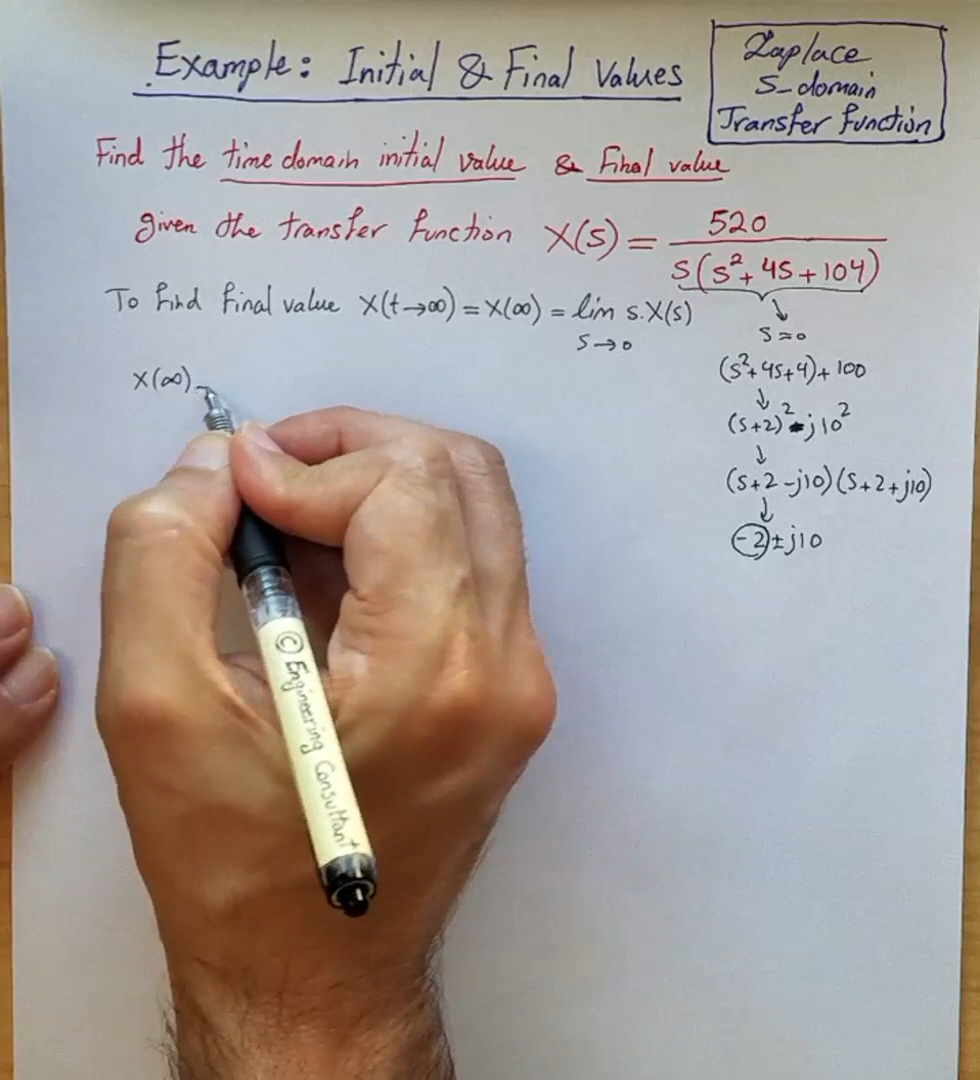 Example: Initial & Final Values
Laplace
S-domain
Transfer function
Find the time domain initial value & Final value
given the transfer function X(s) = 520 / s(s²+4s+104)
To find final value x(t→∞) = x(∞) = lim s.X(s)
s→0
s=0
(s²+4s+4)+100
(s+2)² - j10²
(s+2-j10)(s+2+j10)
-2±j10
x(∞)
© Engineering Consultant